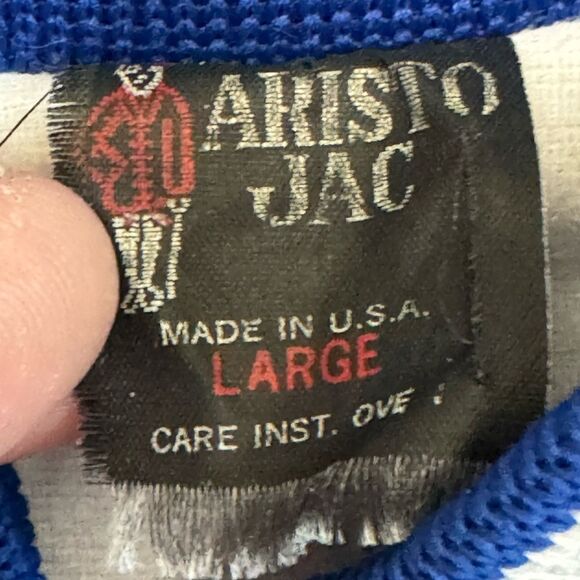 ARISTO
JAC
MADE IN U.S.A.
LARGE
CARE INST. OVE